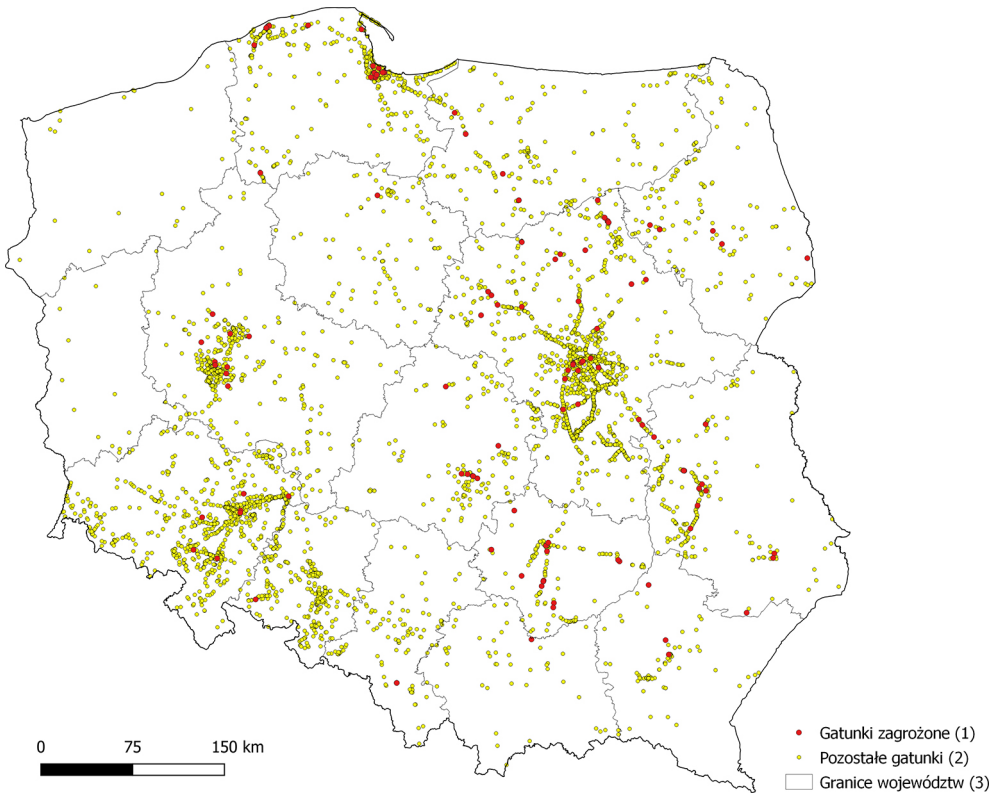 0 75 150 km
Gatunki zagrożone (1)
Pozostałe gatunki (2)
Granice województw (3)